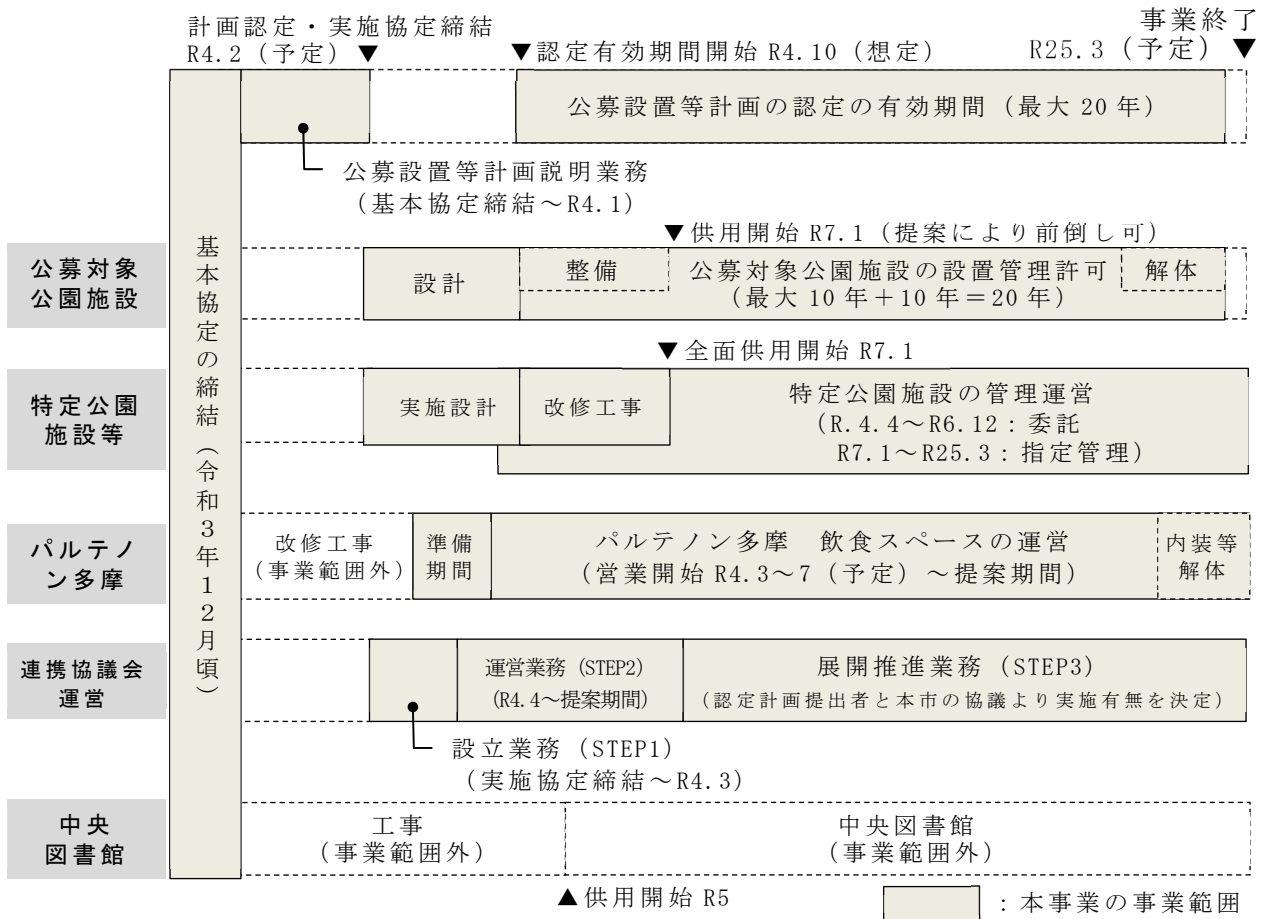 計画認定・実施協定締結
R4.2（予定）▼
▼認定有効期間開始 R4.10（想定）
事業終了
R25.3（予定）▼
公募設置等計画の認定の有効期間（最大 20 年）
公募設置等計画説明業務
（基本協定締結～R4.1）
基本協定の締結（令和３年１２月頃）
▼供用開始 R7.1（提案により前倒し可）
公募対象
公園施設
設計
整備
公募対象公園施設の設置管理許可
（最大 10 年＋10 年＝20 年）
解体
▼全面供用開始 R7.1
特定公園
施設等
実施設計
改修工事
特定公園施設の管理運営
（R.4.4～R6.12：委託
R7.1～R25.3：指定管理）
パルテノ
ン多摩
改修工事
（事業範囲外）
準備
期間
パルテノン多摩　飲食スペースの運営
（営業開始 R4.3～7（予定）～提案期間）
内装等
解体
連携協議会
運営
運営業務（STEP2）
（R4.4～提案期間）
展開推進業務（STEP3）
（認定計画提出者と本市の協議より実施有無を決定）
設立業務（STEP1）
（実施協定締結～R4.3）
中央
図書館
工事
（事業範囲外）
中央図書館
（事業範囲外）
▲供用開始 R5
：本事業の事業範囲